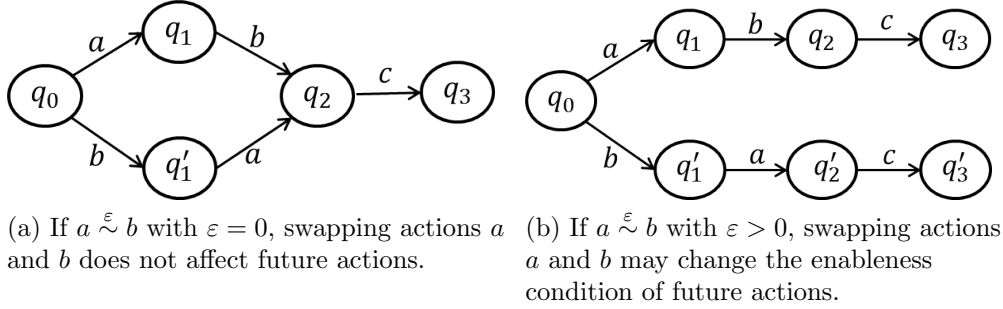 a
q₁
b
q₀
q₂
c
q₃
b
q₁′
a
(a) If a ε∼ b with ε = 0, swapping actions a
and b does not affect future actions.
a
q₁
b
q₂
c
q₃
q₀
b
q₁′
a
q₂′
c
q₃′
(b) If a ε∼ b with ε > 0, swapping actions
a and b may change the enableness
condition of future actions.